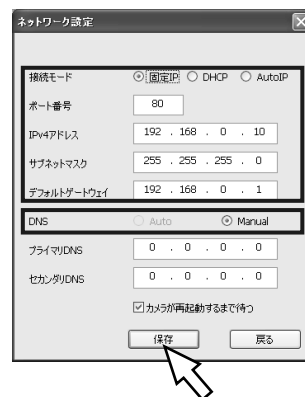 ネットワーク設定
接続モード 固定IP DHCP AutoIP
ポート番号 80
IPv4アドレス 192 . 168 . 0 . 10
サブネットマスク 255 . 255 . 255 . 0
デフォルトゲートウェイ 192 . 168 . 0 . 1
DNS Auto Manual
プライマリDNS 0 . 0 . 0 . 0
セカンダリDNS 0 . 0 . 0 . 0
カメラが再起動するまで待つ
保存 戻る